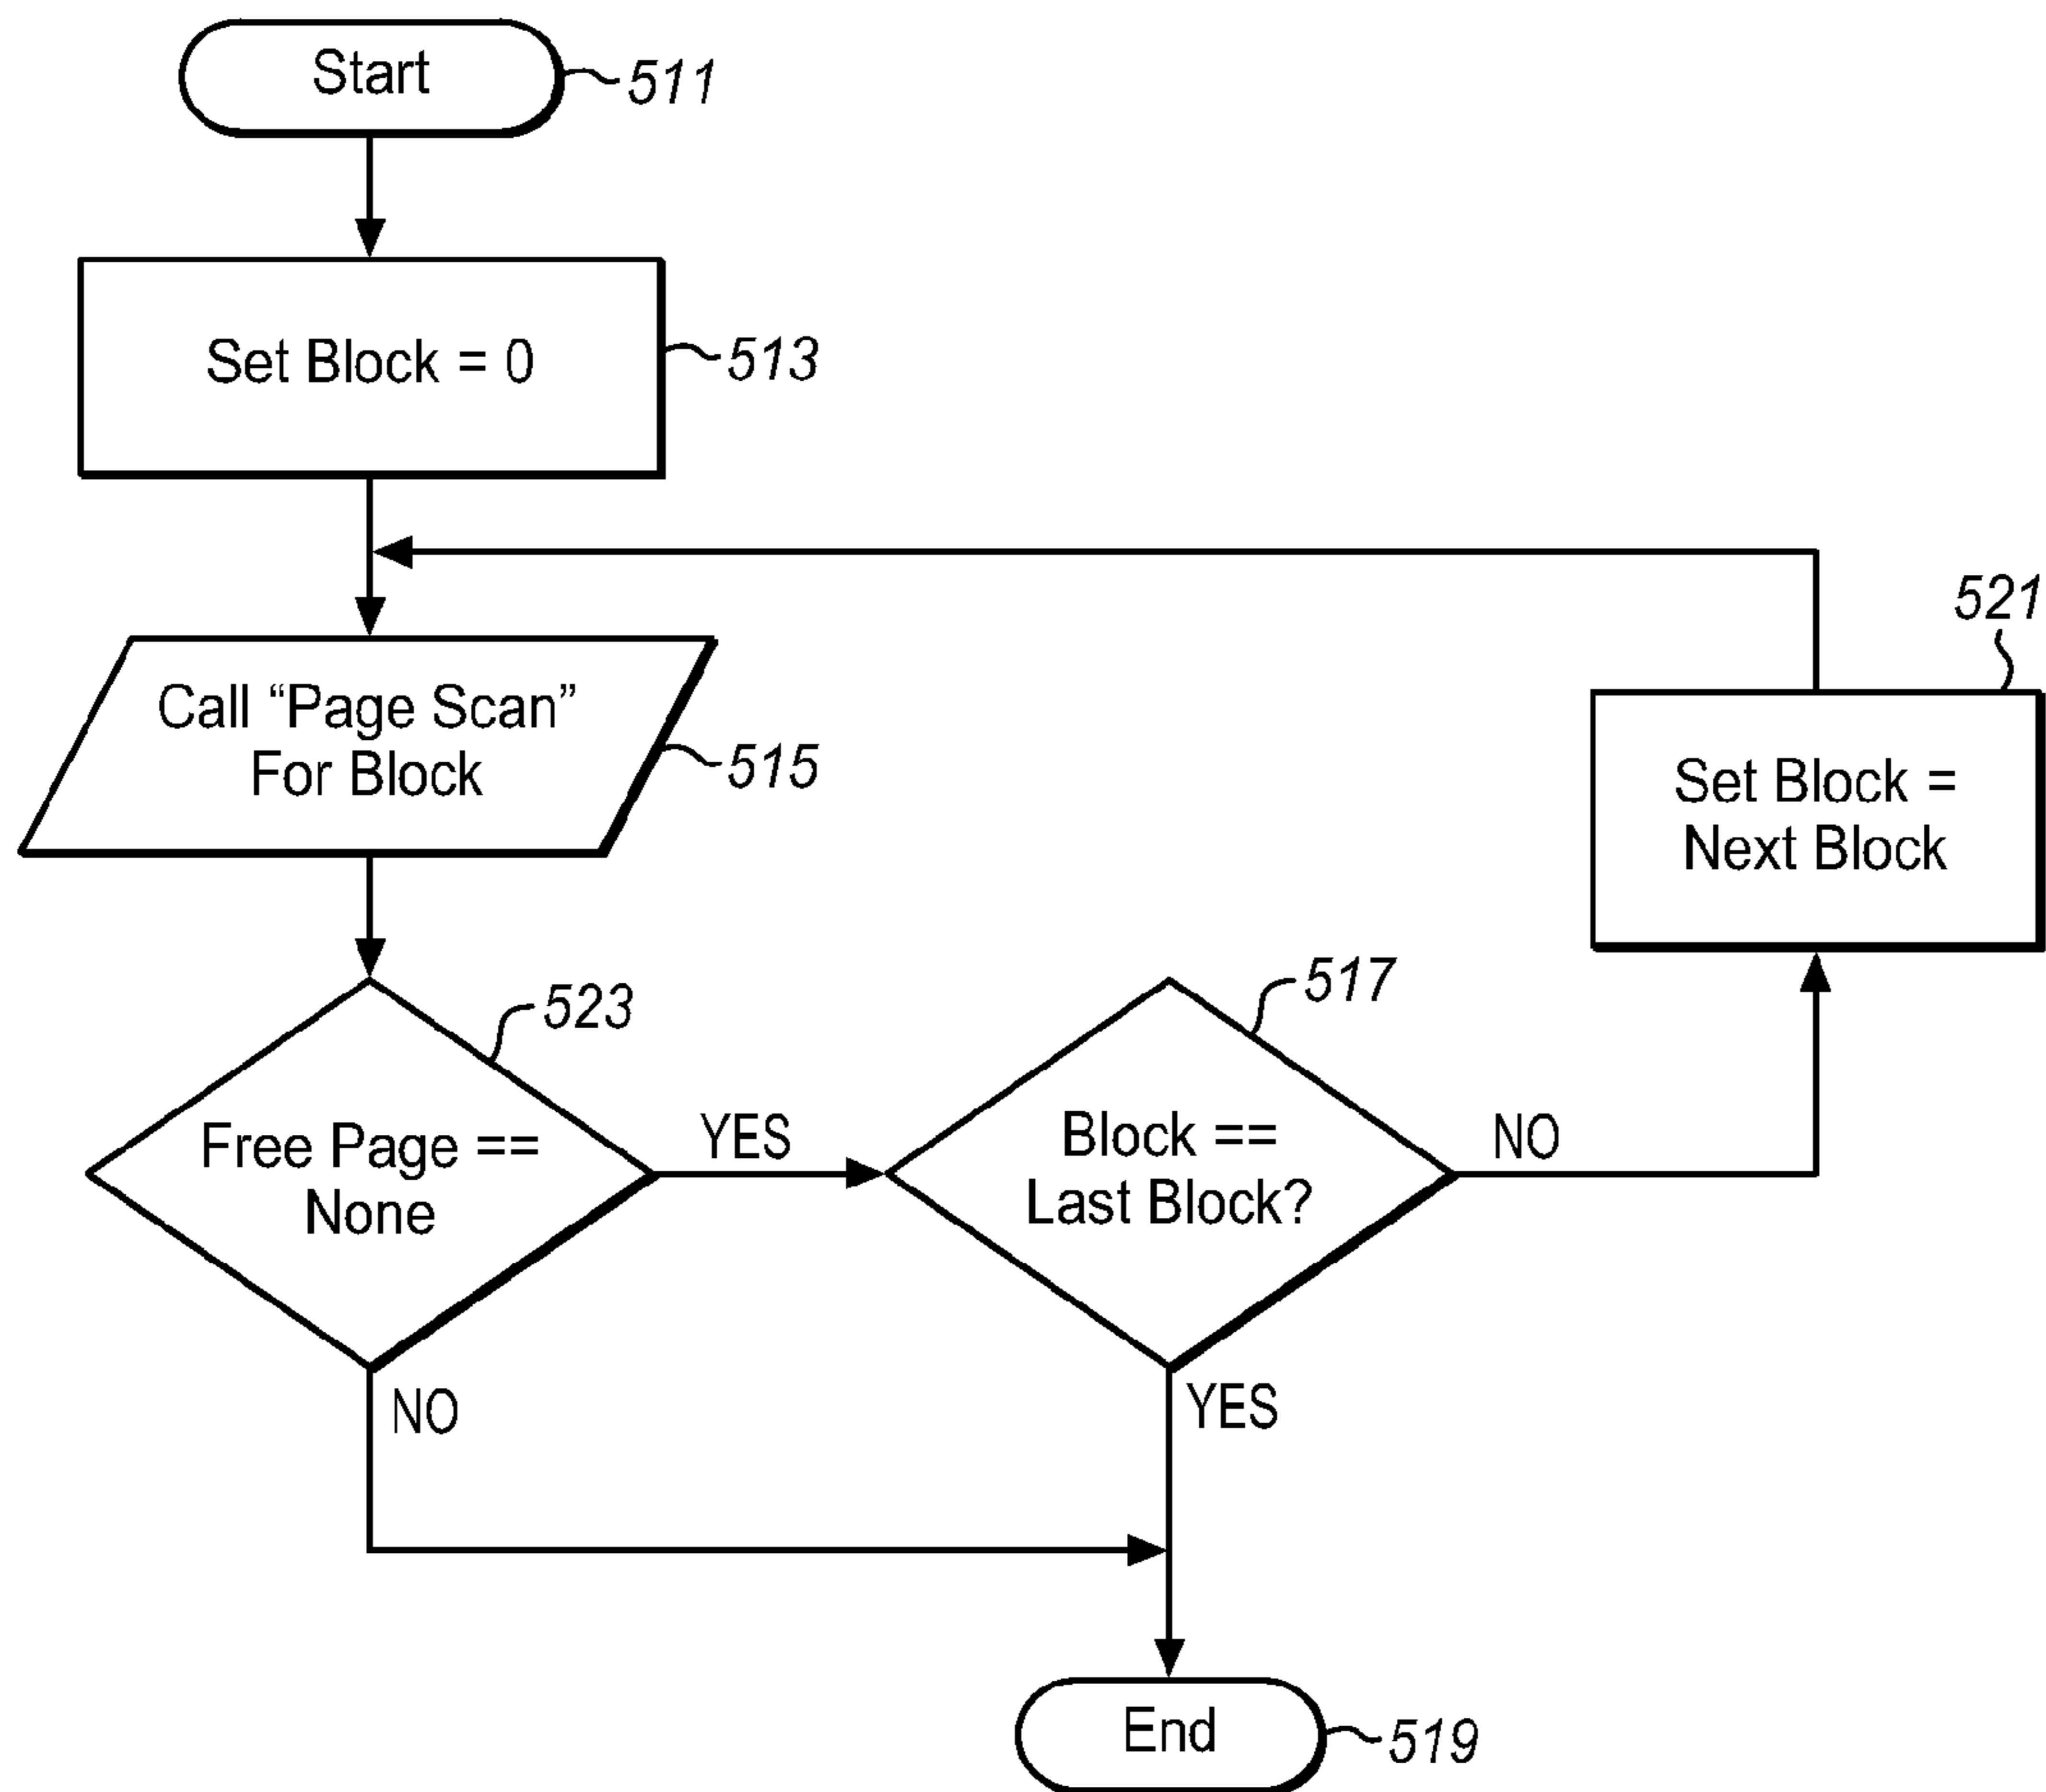 Start
511
Set Block = 0
513
Call “Page Scan”
For Block
515
521
Set Block =
Next Block
523
Free Page ==
None
YES
NO
517
Block ==
Last Block?
NO
YES
End
519